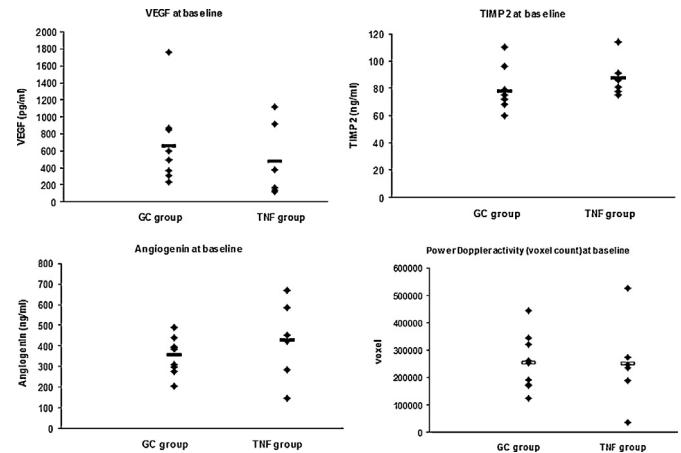 VEGF at baseline
VEGF (pg/ml)
2000
1800
1600
1400
1200
1000
800
600
400
200
0
GC group
TNF group
TIMP2 at baseline
TIMP2 (ng/ml)
120
100
80
60
40
20
0
GC group
TNF group
Angiogenin at baseline
Angiogenin (ng/ml)
800
700
600
500
400
300
200
100
0
GC group
TNF group
Power Doppler activity (voxel count) at baseline
voxel
600000
500000
400000
300000
200000
100000
0
GC group
TNF group